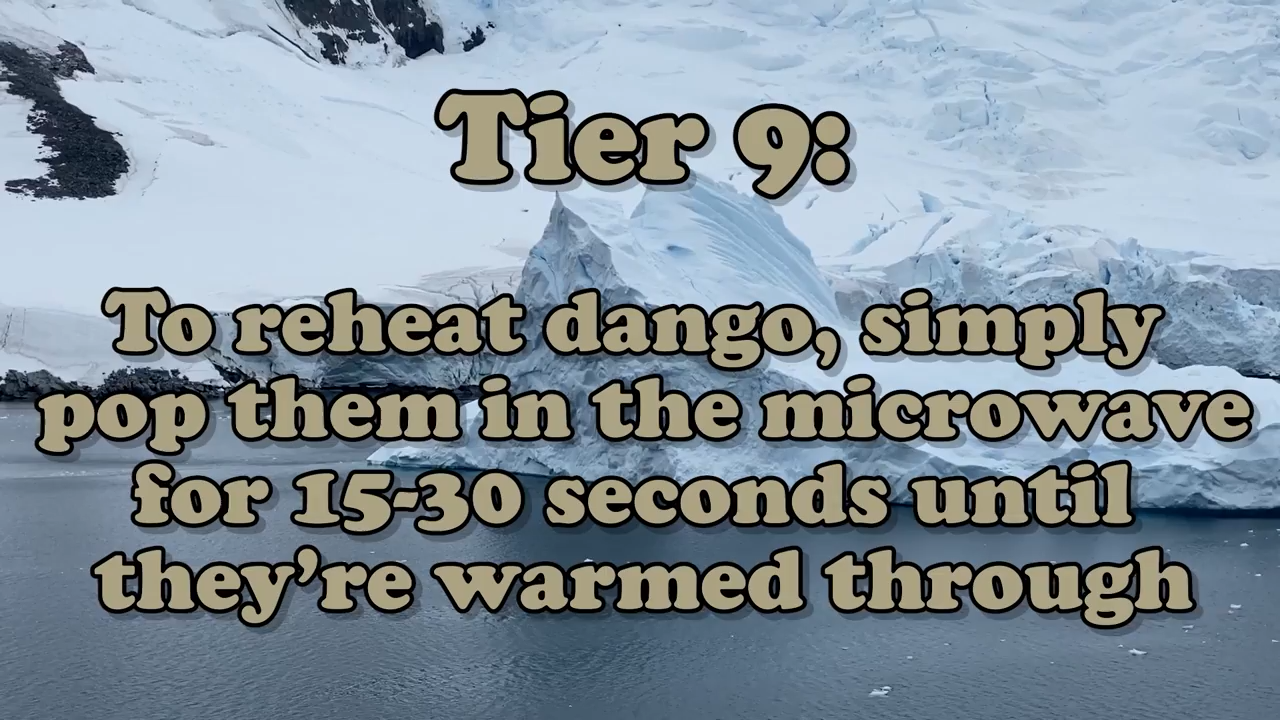 Tier 9:
To reheat dango, simply
pop them in the microwave
for 15-30 seconds until
they’re warmed through